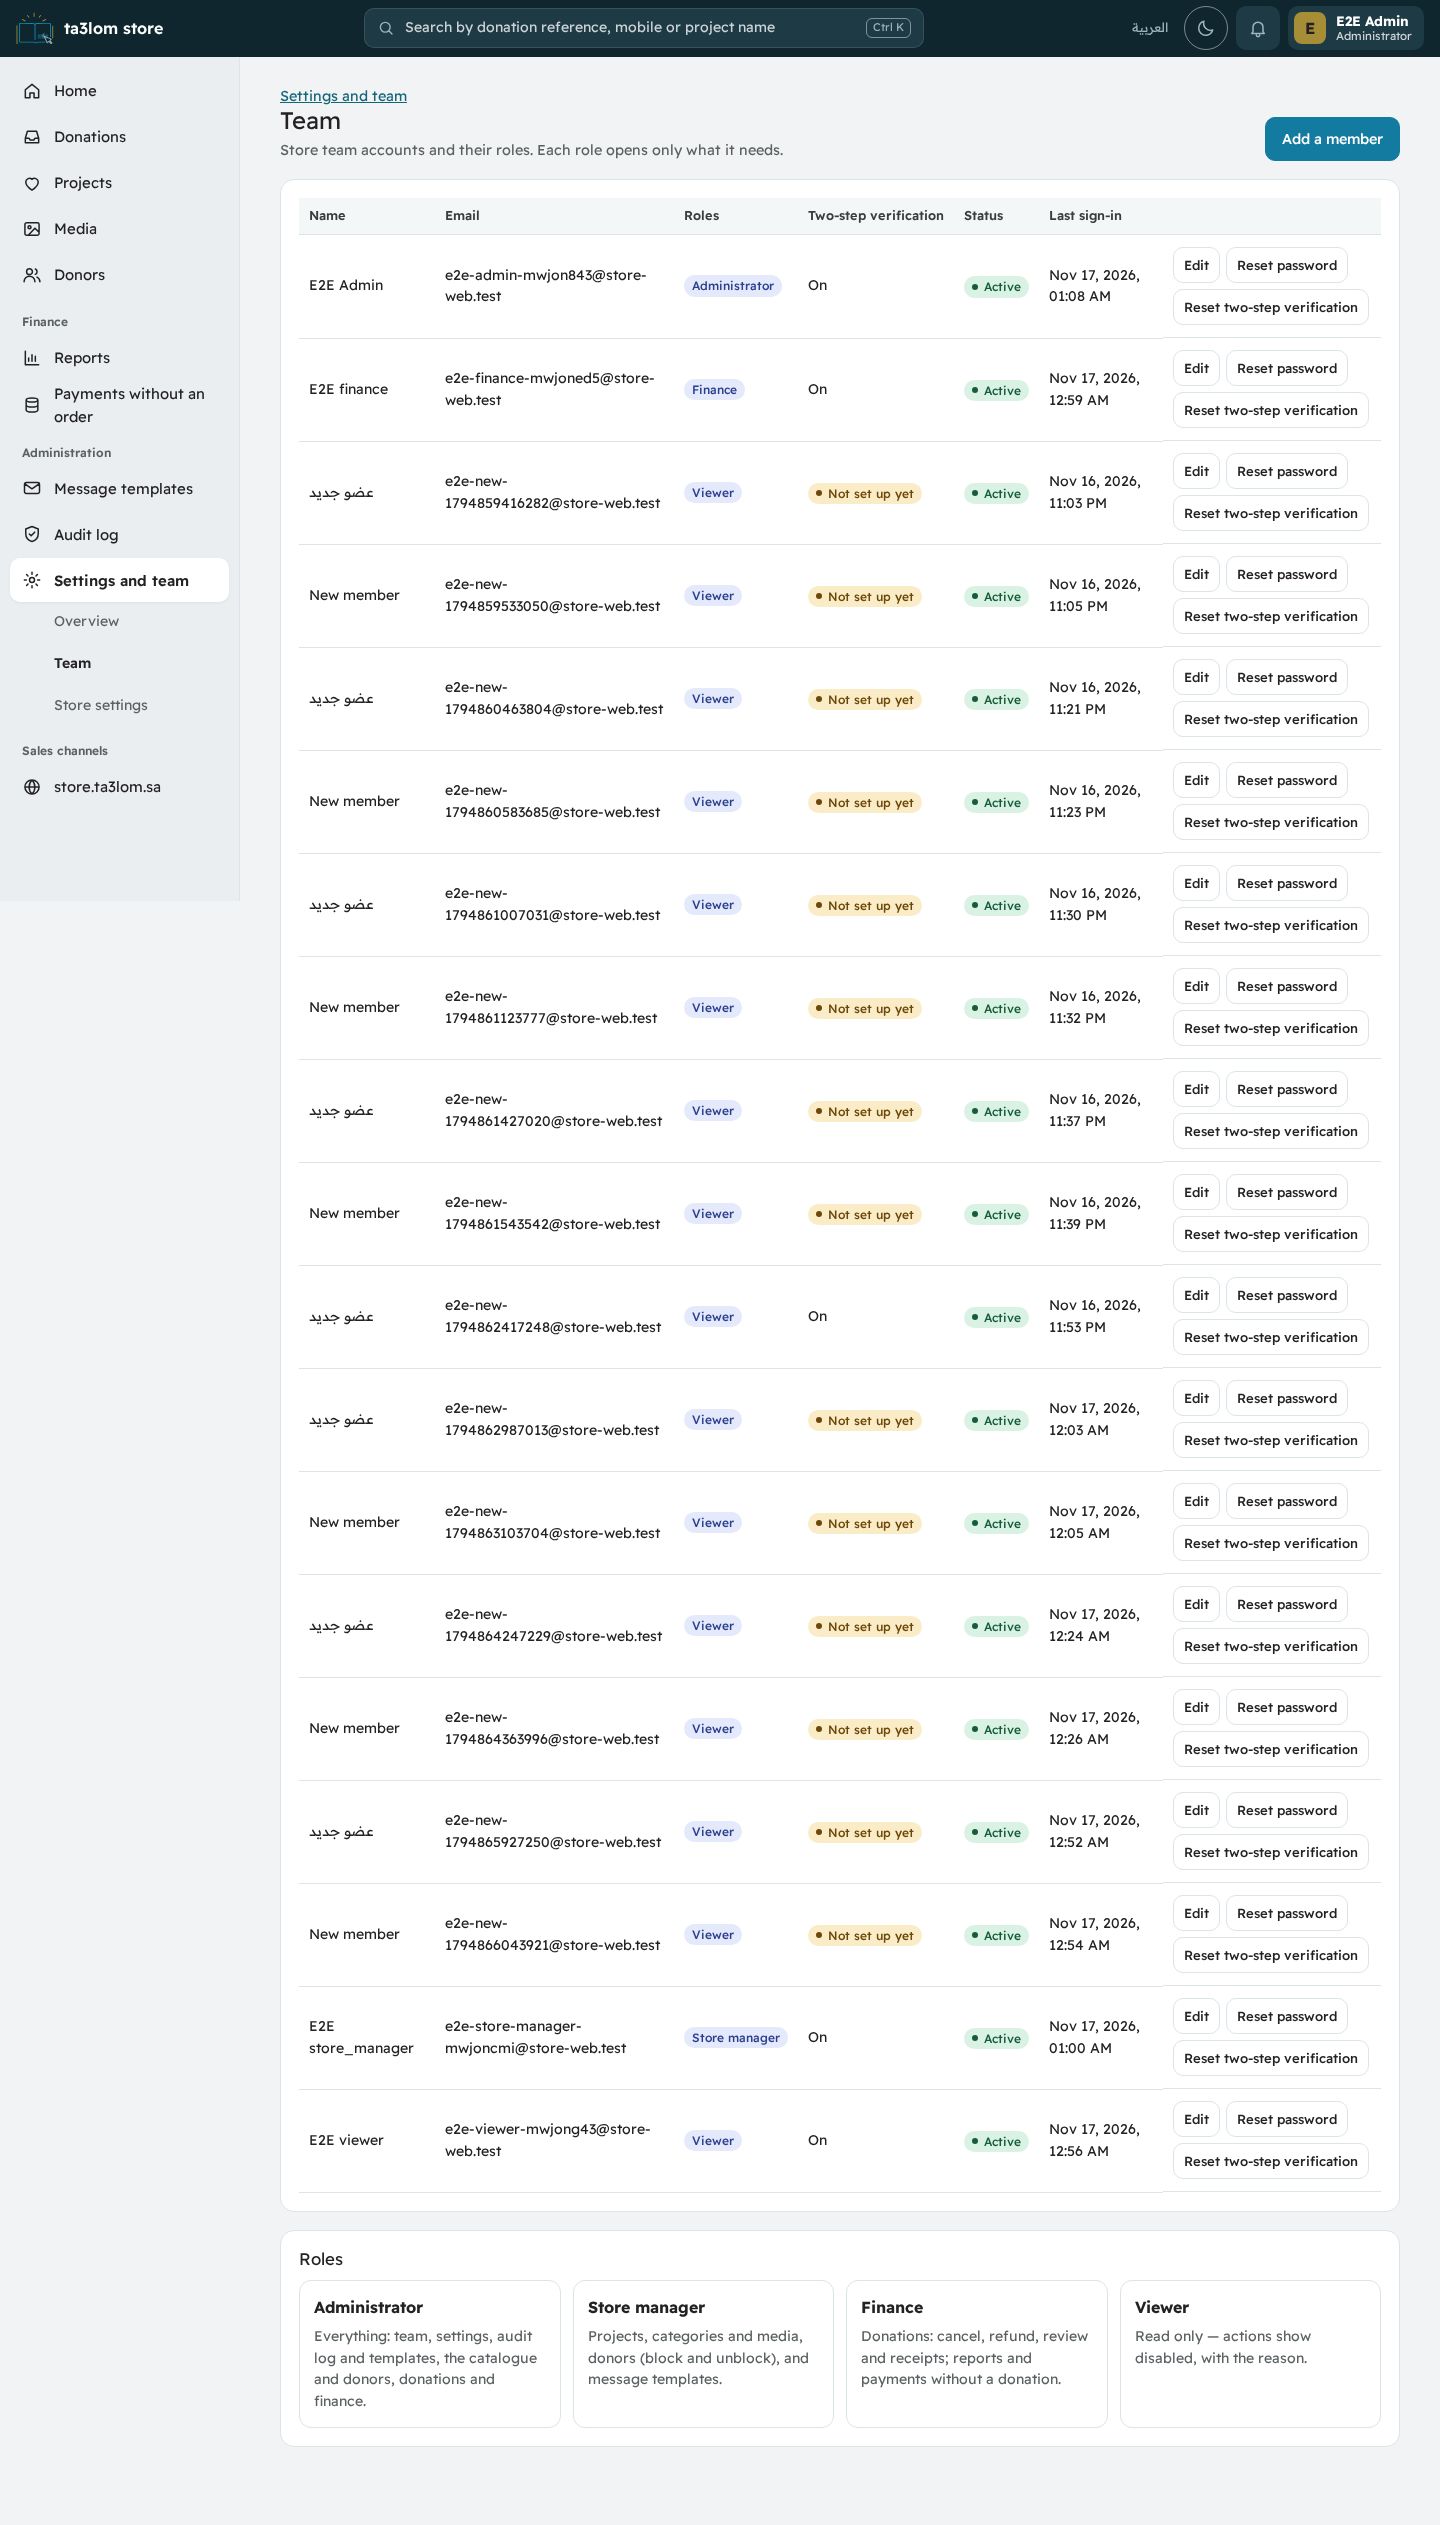 ta3lom store
Search by donation reference, mobile or project name
Ctrl K
العربية
E
E2E Admin
Administrator
Home
Donations
Projects
Media
Donors
Finance
Reports
Payments without an
order
Administration
Message templates
Audit log
Settings and team
Overview
Team
Store settings
Sales channels
store.ta3lom.sa
Settings and team
Team
Store team accounts and their roles. Each role opens only what it needs.
Add a member
Name Email Roles Two-step verification Status Last sign-in
E2E Admin e2e-admin-mwjon843@store-
web.test Administrator On Active Nov 17, 2026,
01:08 AM Edit Reset password
Reset two-step verification
E2E finance e2e-finance-mwjoned5@store-
web.test Finance On Active Nov 17, 2026,
12:59 AM Edit Reset password
Reset two-step verification
عضو جديد e2e-new-
1794859416282@store-web.test Viewer Not set up yet Active Nov 16, 2026,
11:03 PM Edit Reset password
Reset two-step verification
New member e2e-new-
1794859533050@store-web.test Viewer Not set up yet Active Nov 16, 2026,
11:05 PM Edit Reset password
Reset two-step verification
عضو جديد e2e-new-
1794860463804@store-web.test Viewer Not set up yet Active Nov 16, 2026,
11:21 PM Edit Reset password
Reset two-step verification
New member e2e-new-
1794860583685@store-web.test Viewer Not set up yet Active Nov 16, 2026,
11:23 PM Edit Reset password
Reset two-step verification
عضو جديد e2e-new-
1794861007031@store-web.test Viewer Not set up yet Active Nov 16, 2026,
11:30 PM Edit Reset password
Reset two-step verification
New member e2e-new-
1794861123777@store-web.test Viewer Not set up yet Active Nov 16, 2026,
11:32 PM Edit Reset password
Reset two-step verification
عضو جديد e2e-new-
1794861427020@store-web.test Viewer Not set up yet Active Nov 16, 2026,
11:37 PM Edit Reset password
Reset two-step verification
New member e2e-new-
1794861543542@store-web.test Viewer Not set up yet Active Nov 16, 2026,
11:39 PM Edit Reset password
Reset two-step verification
عضو جديد e2e-new-
1794862417248@store-web.test Viewer On Active Nov 16, 2026,
11:53 PM Edit Reset password
Reset two-step verification
عضو جديد e2e-new-
1794862987013@store-web.test Viewer Not set up yet Active Nov 17, 2026,
12:03 AM Edit Reset password
Reset two-step verification
New member e2e-new-
1794863103704@store-web.test Viewer Not set up yet Active Nov 17, 2026,
12:05 AM Edit Reset password
Reset two-step verification
عضو جديد e2e-new-
1794864247229@store-web.test Viewer Not set up yet Active Nov 17, 2026,
12:24 AM Edit Reset password
Reset two-step verification
New member e2e-new-
1794864363996@store-web.test Viewer Not set up yet Active Nov 17, 2026,
12:26 AM Edit Reset password
Reset two-step verification
عضو جديد e2e-new-
1794865927250@store-web.test Viewer Not set up yet Active Nov 17, 2026,
12:52 AM Edit Reset password
Reset two-step verification
New member e2e-new-
1794866043921@store-web.test Viewer Not set up yet Active Nov 17, 2026,
12:54 AM Edit Reset password
Reset two-step verification
E2E
store_manager e2e-store-manager-
mwjoncmi@store-web.test Store manager On Active Nov 17, 2026,
01:00 AM Edit Reset password
Reset two-step verification
E2E viewer e2e-viewer-mwjong43@store-
web.test Viewer On Active Nov 17, 2026,
12:56 AM Edit Reset password
Reset two-step verification
Roles
Administrator
Everything: team, settings, audit
log and templates, the catalogue
and donors, donations and
finance.
Store manager
Projects, categories and media,
donors (block and unblock), and
message templates.
Finance
Donations: cancel, refund, review
and receipts; reports and
payments without a donation.
Viewer
Read only — actions show
disabled, with the reason.